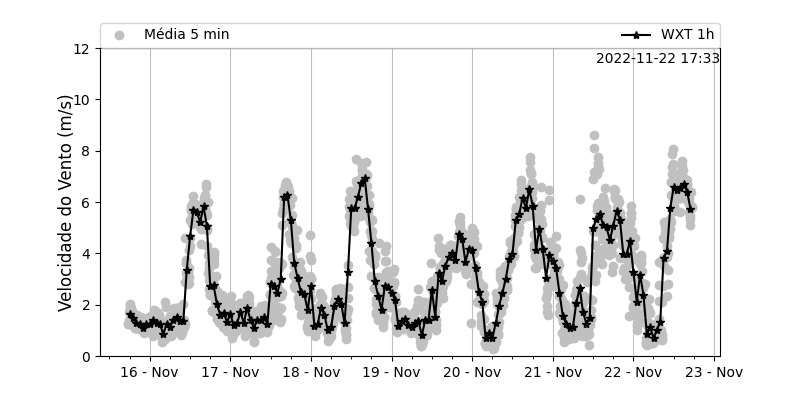 Média 5 min
WXT 1h
2022-11-22 17:33
Velocidade do Vento (m/s)
12
10
8
6
4
2
0
16 - Nov
17 - Nov
18 - Nov
19 - Nov
20 - Nov
21 - Nov
22 - Nov
23 - Nov